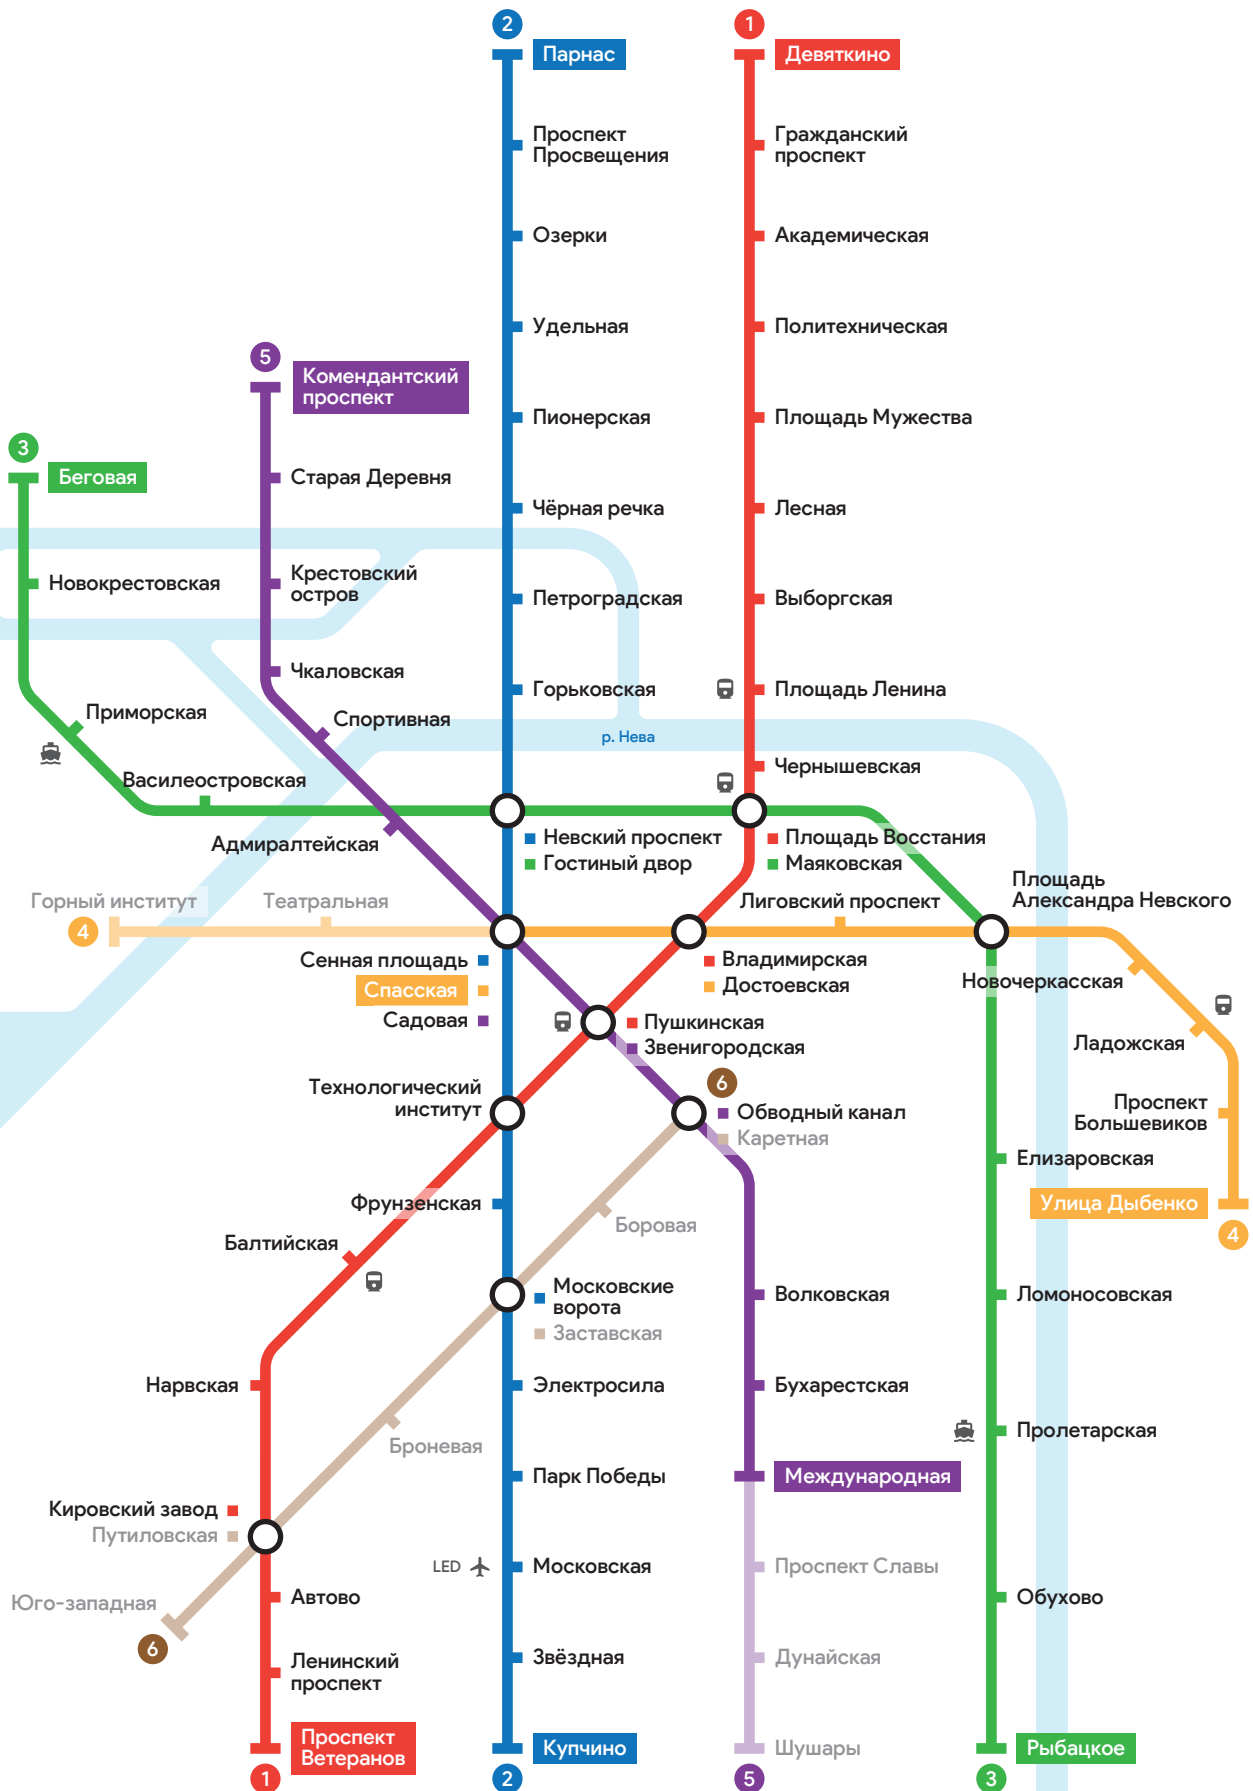 2
1
Парнас
Девяткино
Проспект
Просвещения
Гражданский
проспект
Озерки
Академическая
Удельная
Политехническая
5
Комендантский
проспект
Пионерская
Площадь Мужества
3
Беговая
Старая Деревня
Чёрная речка
Лесная
Новокрестовская
Крестовский
остров
Петроградская
Выборгская
Чкаловская
Горьковская
Площадь Ленина
Приморская
Спортивная
р. Нева
Чернышевская
Василеостровская
Адмиралтейская
Невский проспект
Гостиный двор
Площадь Восстания
Маяковская
Площадь
Александра Невского
Горный институт
Театральная
Лиговский проспект
4
Сенная площадь
Спасская
Садовая
Владимирская
Достоевская
Новочеркасская
Пушкинская
Звенигородская
Ладожская
Технологический
институт
6
Обводный канал
Каретная
Проспект
Большевиков
Елизаровская
Фрунзенская
Боровая
Улица Дыбенко
4
Балтийская
Московские
ворота
Заставская
Волковская
Ломоносовская
Нарвская
Электросила
Бухарестская
Броневая
Пролетарская
Парк Победы
Международная
Кировский завод
Путиловская
LED
Московская
Проспект Славы
Юго-западная
6
Автово
Обухово
Ленинский
проспект
Звёздная
Дунайская
Проспект
Ветеранов
Купчино
Шушары
Рыбацкое
1
2
5
3